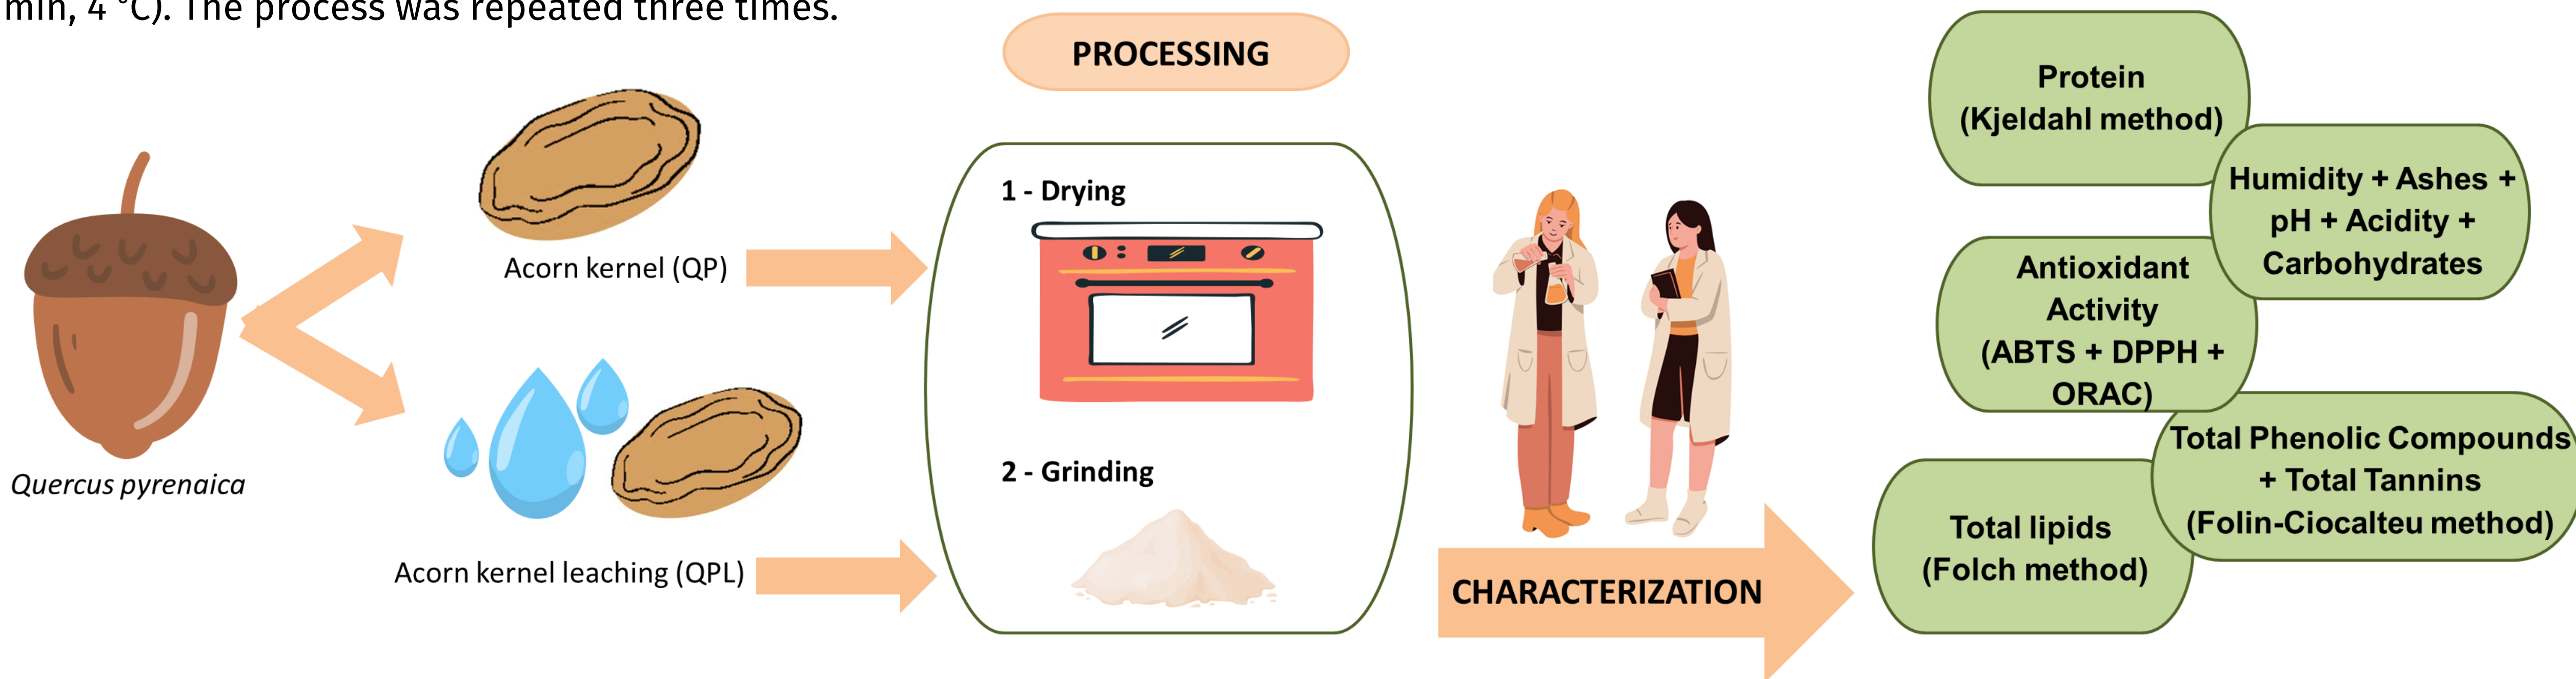 min, 4 °C). The process was repeated three times.
PROCESSING
Quercus pyrenaica
Acorn kernel (QP)
Acorn kernel leaching (QPL)
1 - Drying
2 - Grinding
CHARACTERIZATION
Protein
(Kjeldahl method)
Humidity + Ashes +
pH + Acidity +
Carbohydrates
Antioxidant
Activity
(ABTS + DPPH +
ORAC)
Total Phenolic Compounds
+ Total Tannins
(Folin-Ciocalteu method)
Total lipids
(Folch method)